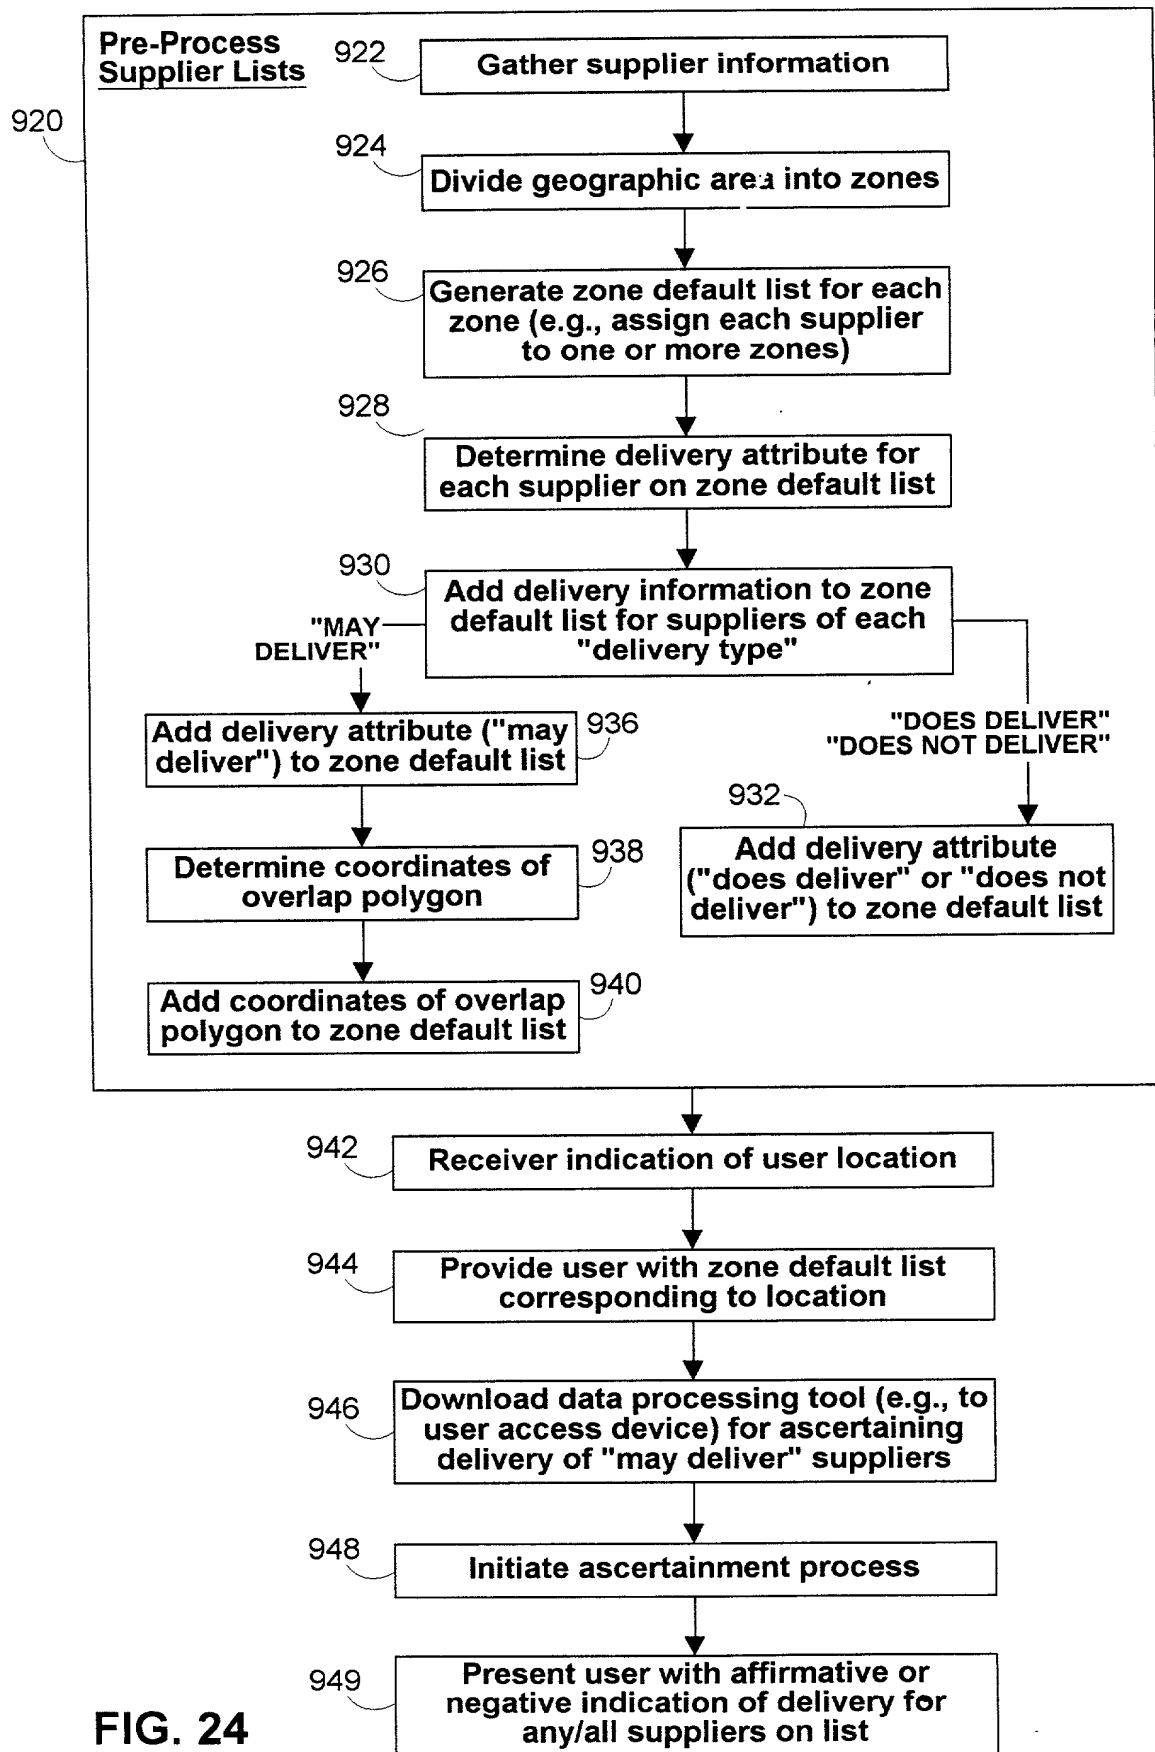 Pre-Process
Supplier Lists
920
922
Gather supplier information
924
Divide geographic area into zones
926
Generate zone default list for each
zone (e.g., assign each supplier
to one or more zones)
928
Determine delivery attribute for
each supplier on zone default list
930
Add delivery information to zone
default list for suppliers of each
"delivery type"
"MAY
DELIVER"
"DOES DELIVER"
"DOES NOT DELIVER"
Add delivery attribute ("may
deliver") to zone default list
936
932
Add delivery attribute
("does deliver" or "does not
deliver") to zone default list
Determine coordinates of
overlap polygon
938
Add coordinates of overlap
polygon to zone default list
940
942
Receiver indication of user location
944
Provide user with zone default list
corresponding to location
946
Download data processing tool (e.g., to
user access device) for ascertaining
delivery of "may deliver" suppliers
948
Initiate ascertainment process
949
Present user with affirmative or
negative indication of delivery for
any/all suppliers on list
FIG. 24